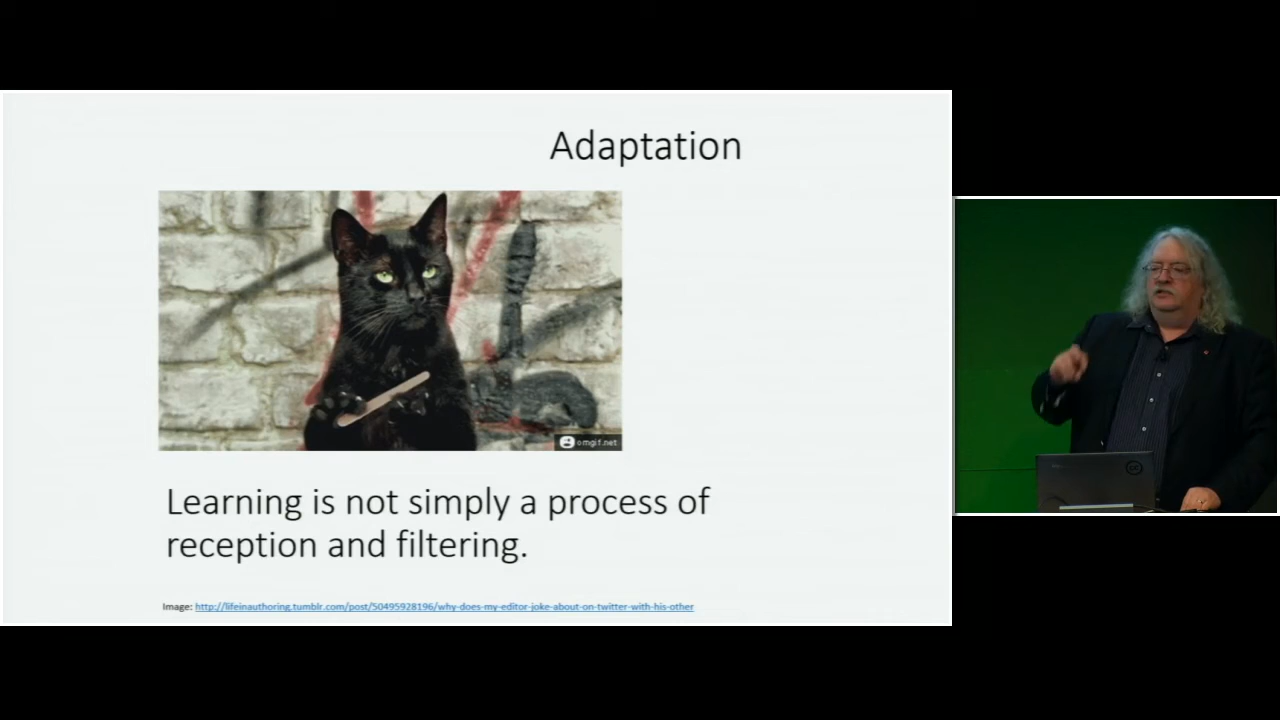 Adaptation
omgif.net
Learning is not simply a process of
reception and filtering.
Image: http://lifeinauthoring.tumblr.com/post/50495928196/why-does-my-editor-joke-about-on-twitter-with-his-other